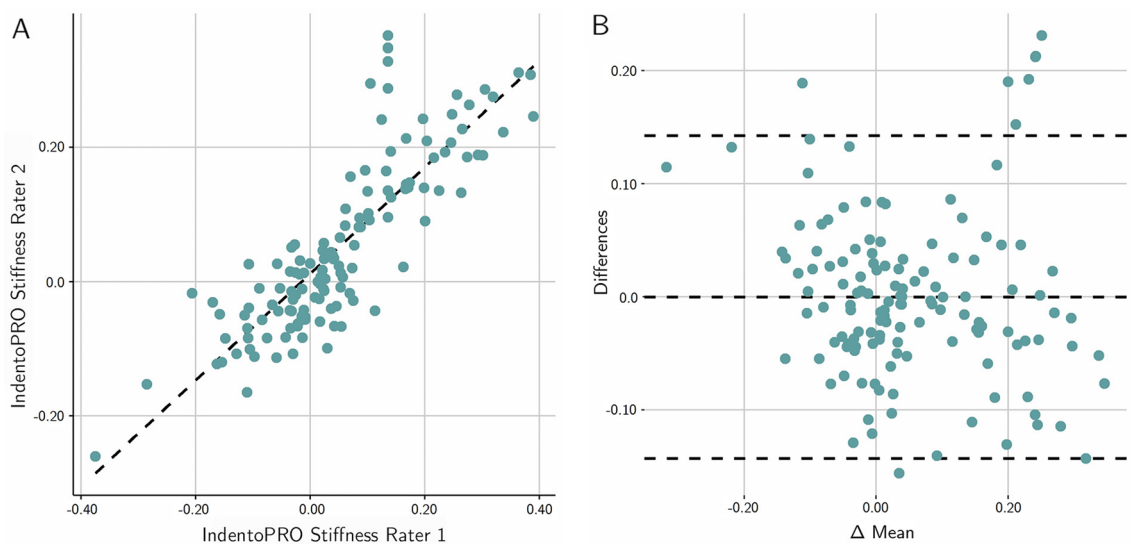 A
B
0.20
0.0
-0.20
IndentoPRO Stiffness Rater 2
-0.40
-0.20
0.00
0.20
0.40
IndentoPRO Stiffness Rater 1
0.20
0.10
0.0
-0.10
Differences
-0.20
0.00
0.20
Δ Mean